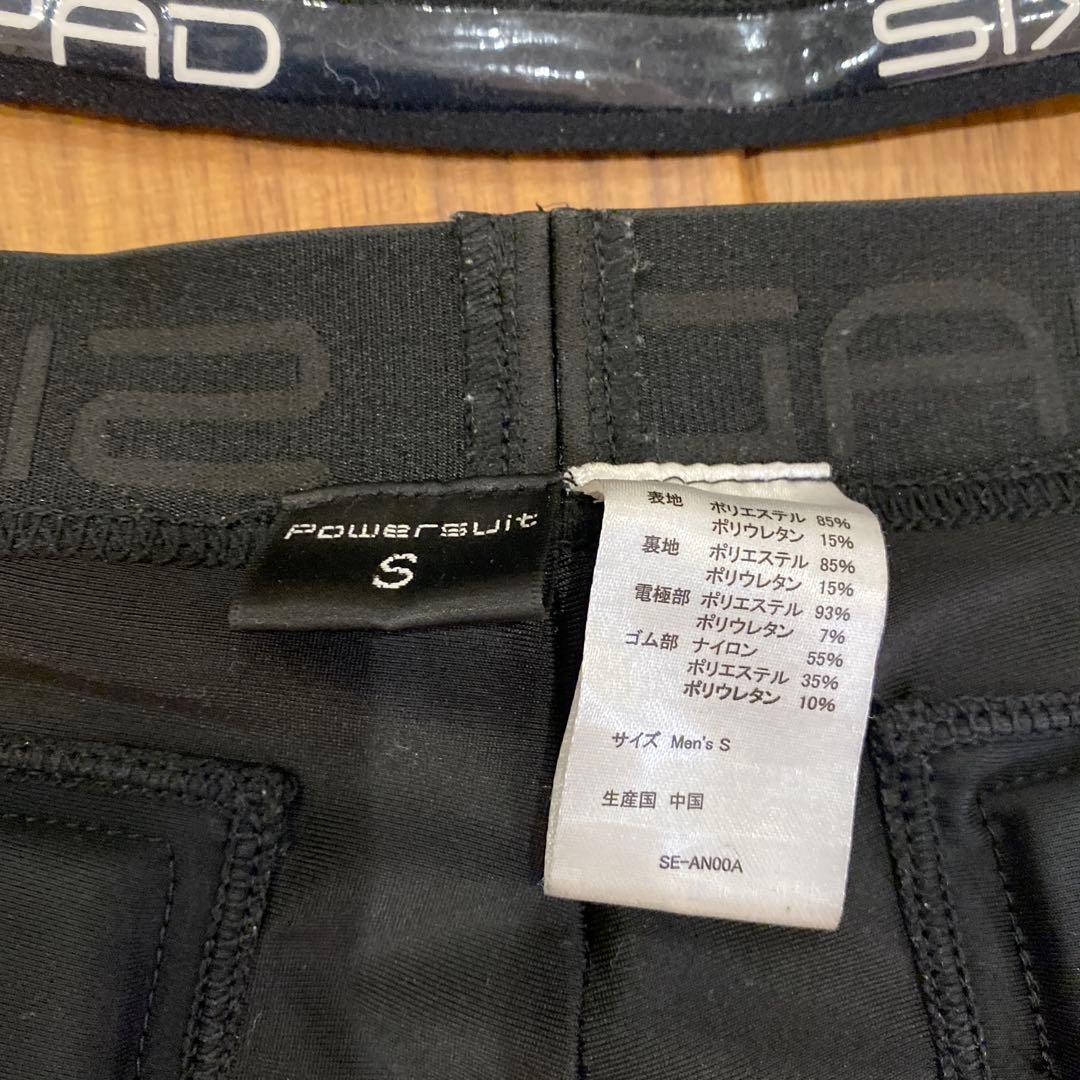 PAD
SIX
SI
PA
Powersuit
S
表地 ポリエステル 85%
ポリウレタン 15%
裏地 ポリエステル 85%
ポリウレタン 15%
電極部 ポリエステル 93%
ポリウレタン 7%
ゴム部 ナイロン 55%
ポリエステル 35%
ポリウレタン 10%
サイズ Men's S
生産国 中国
SE-AN00A